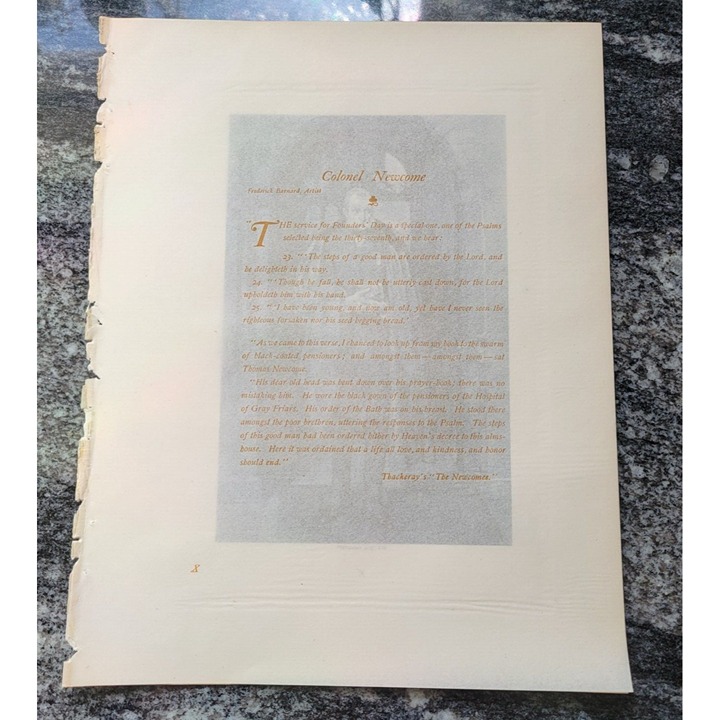 Colonel Newcome
Frederick Barnard, Artist
"THE service for Founders' Day is a special one, one of the Psalms
selected being the thirty-seventh, and we hear:
23. "'The steps of a good man are ordered by the Lord, and
he delighteth in his way.
24. "'Though he fall, he shall not be utterly cast down, for the Lord
upholdeth him with his hand.
25. "'I have been young, and now am old, yet have I never seen the
righteous forsaken nor his seed begging bread.'
"As we came to this verse, I chanced to look up from my book to the swarm
of black-coated pensioners; and amongst them—amongst them—sat
Thomas Newcome.
"His dear old head was bent down over his prayer-book; there was no
mistaking him. He wore the black gown of the pensioners of the Hospital
of Gray Friars. His order of the Bath was on his breast. He stood there
amongst the poor brethren, uttering the responses to the Psalm. The steps
of this good man had been ordered hither by Heaven's decree to this alms-
house. Here it was ordained that a life all love, and kindness, and honor
should end."
Thackeray's "The Newcomes."
X